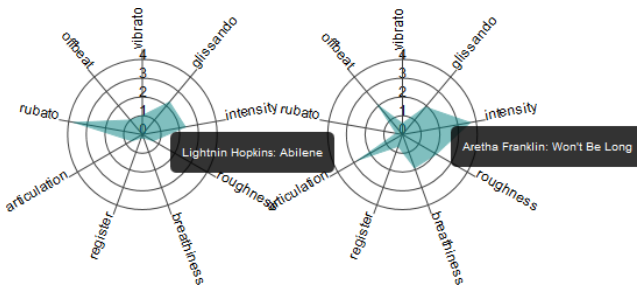 vibrato
glissando
intensity
roughness
breathiness
register
articulation
rubato
offbeat
4
3
2
1
0
Lightnin Hopkins: Abilene
vibrato
glissando
intensity
roughness
breathiness
register
articulation
rubato
offbeat
4
3
2
1
0
Aretha Franklin: Won't Be Long